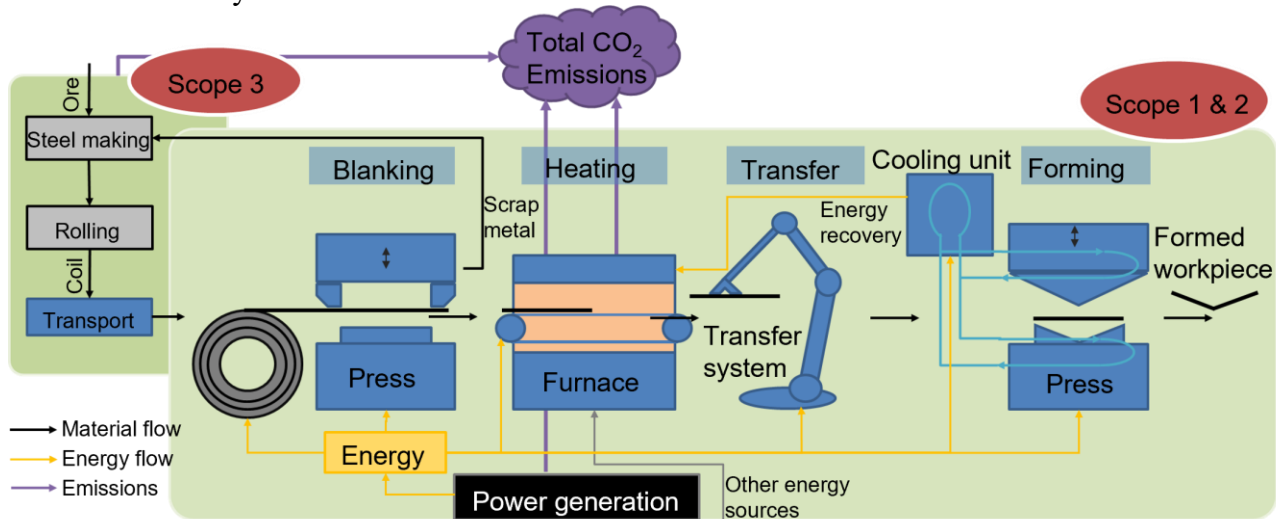 Total CO₂
Emissions
Scope 3
Scope 1 & 2
Ore
Steel making
Rolling
Coil
Transport
Blanking
Heating
Transfer
Cooling unit
Forming
Scrap
metal
Energy
recovery
Formed
workpiece
Transfer
system
Press
Furnace
Press
Material flow
Energy flow
Emissions
Energy
Power generation
Other energy
sources